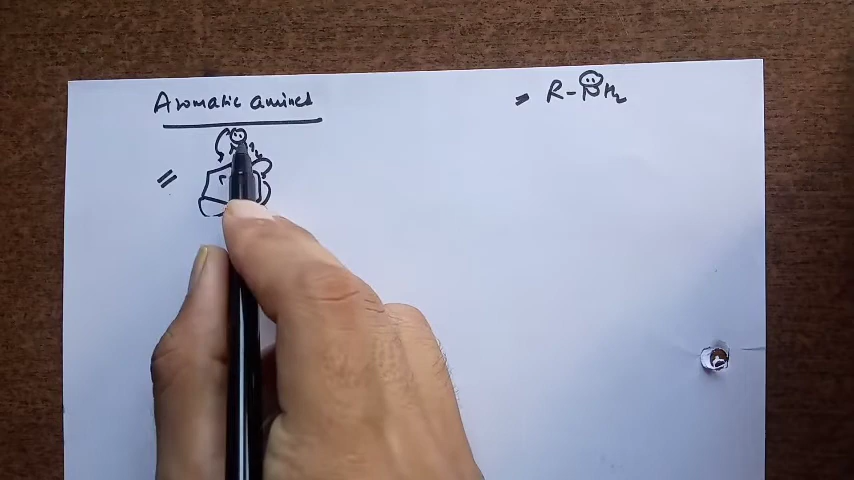 Aromatic amines
= R-NH₂
=